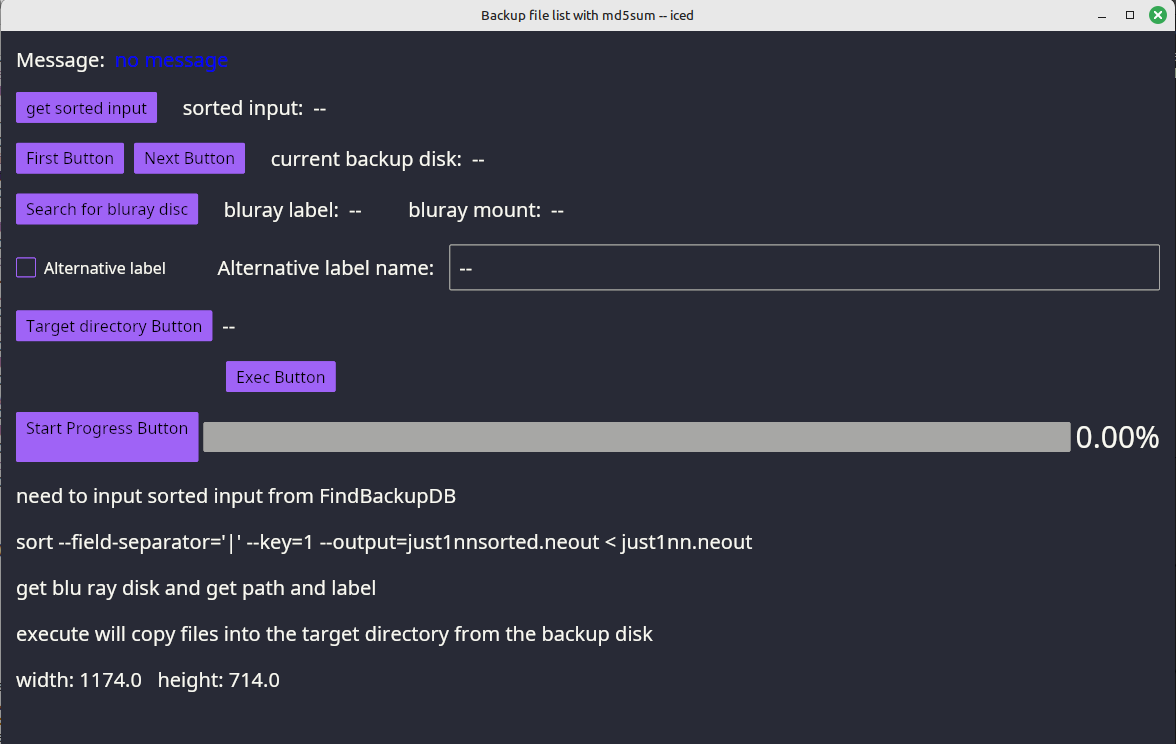 Backup file list with md5sum -- iced
Message: no message
get sorted input sorted input: --
First Button Next Button current backup disk: --
Search for bluray disc bluray label: -- bluray mount: --
Alternative label Alternative label name: --
Target directory Button --
Exec Button
Start Progress Button 0.00%
need to input sorted input from FindBackupDB
sort --field-separator='|' --key=1 --output=just1nnsorted.neout < just1nn.neout
get blu ray disk and get path and label
execute will copy files into the target directory from the backup disk
width: 1174.0 height: 714.0